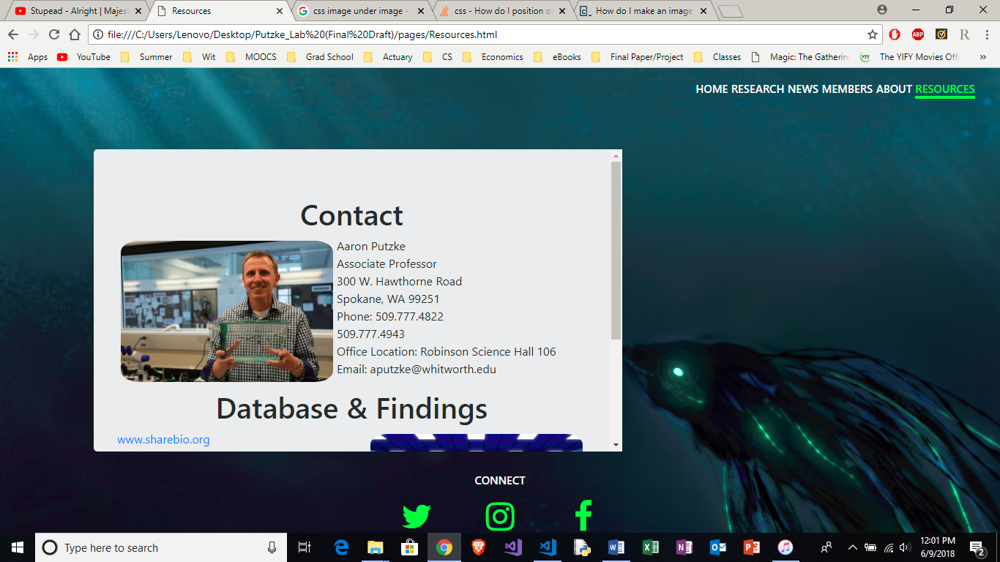 Stupead - Alright | Majest
Resources
css image under image -
css - How do I position o
How do I make an image
file:///C:/Users/Lenovo/Desktop/Putzke_Lab%20(Final%20Draft)/pages/Resources.html
ABP
R
Apps YouTube Summer Wit MOOCS Grad School Actuary CS Economics eBooks Final Paper/Project Classes Magic: The Gathering The YIFY Movies Offi »
HOME RESEARCH NEWS MEMBERS ABOUT RESOURCES
Contact
Aaron Putzke
Associate Professor
300 W. Hawthorne Road
Spokane, WA 99251
Phone: 509.777.4822
509.777.4943
Office Location: Robinson Science Hall 106
Email: aputzke@whitworth.edu
Database & Findings
www.sharebio.org
CONNECT
Type here to search
12:01 PM
6/9/2018
2